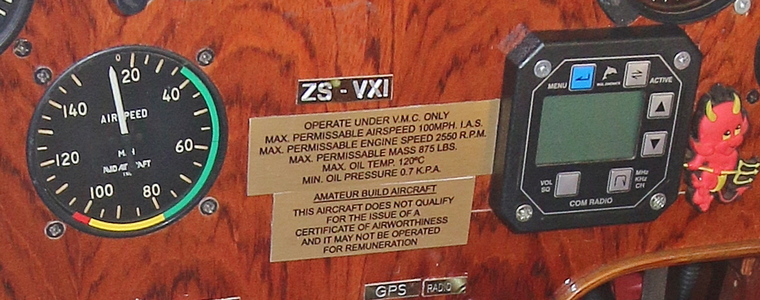 0
20
40
60
80
100
120
140
AIRSPEED
M.H
ZS-VXI
OPERATE UNDER V.M.C. ONLY
MAX. PERMISSABLE AIRSPEED 100MPH. I.A.S.
MAX. PERMISSABLE ENGINE SPEED 2550 R.P.M.
MAX. PERMISSABLE MASS 875 LBS.
MAX. OIL TEMP. 120ºC
MIN. OIL PRESSURE 0.7 K.P.A.
AMATEUR BUILD AIRCRAFT
THIS AIRCRAFT DOES NOT QUALIFY
FOR THE ISSUE OF A
CERTIFICATE OF AIRWORTHINESS
AND IT MAY NOT BE OPERATED
FOR REMUNERATION
MENU
ACTIVE
VOL
SQ
MHz
KHz
CH
COM RADIO
GPS
RADIO